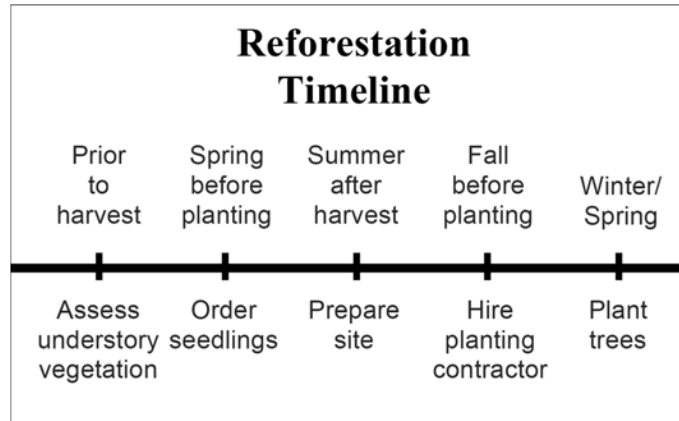 Reforestation
Timeline
Prior
to
harvest
Spring
before
planting
Summer
after
harvest
Fall
before
planting
Winter/
Spring
Assess
understory
vegetation
Order
seedlings
Prepare
site
Hire
planting
contractor
Plant
trees